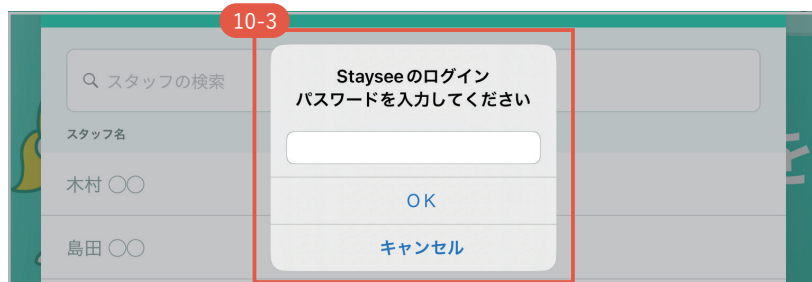 10-3
スタッフの検索
Stayseeのログイン
パスワードを入力してください
スタッフ名
木村 〇〇
OK
島田 〇〇
キャンセル
を